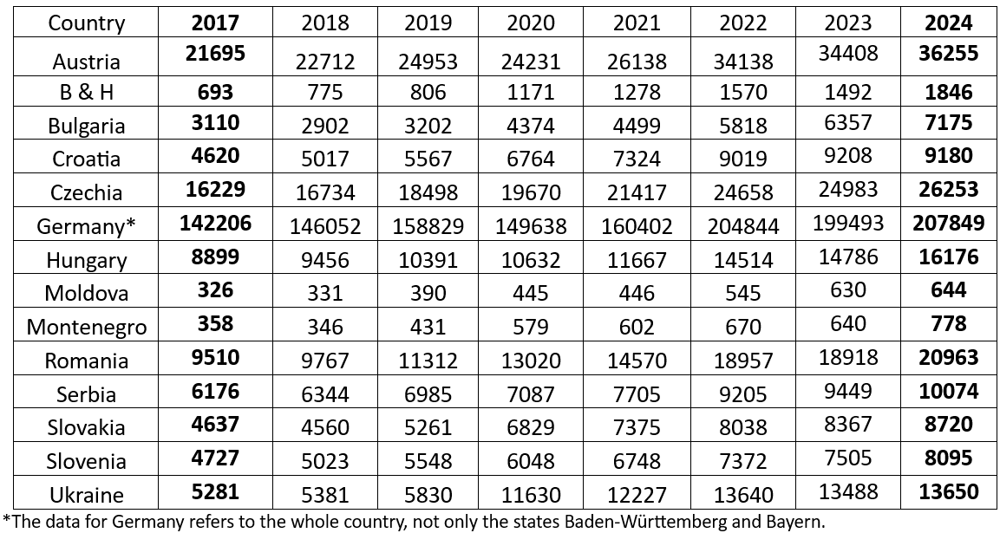 Country 2017 2018 2019 2020 2021 2022 2023 2024
Austria 21695 22712 24953 24231 26138 34138 34408 36255
B & H 693 775 806 1171 1278 1570 1492 1846
Bulgaria 3110 2902 3202 4374 4499 5818 6357 7175
Croatia 4620 5017 5567 6764 7324 9019 9208 9180
Czechia 16229 16734 18498 19670 21417 24658 24983 26253
Germany* 142206 146052 158829 149638 160402 204844 199493 207849
Hungary 8899 9456 10391 10632 11667 14514 14786 16176
Moldova 326 331 390 445 446 545 630 644
Montenegro 358 346 431 579 602 670 640 778
Romania 9510 9767 11312 13020 14570 18957 18918 20963
Serbia 6176 6344 6985 7087 7705 9205 9449 10074
Slovakia 4637 4560 5261 6829 7375 8038 8367 8720
Slovenia 4727 5023 5548 6048 6748 7372 7505 8095
Ukraine 5281 5381 5830 11630 12227 13640 13488 13650
*The data for Germany refers to the whole country, not only the states Baden-Württemberg and Bayern.